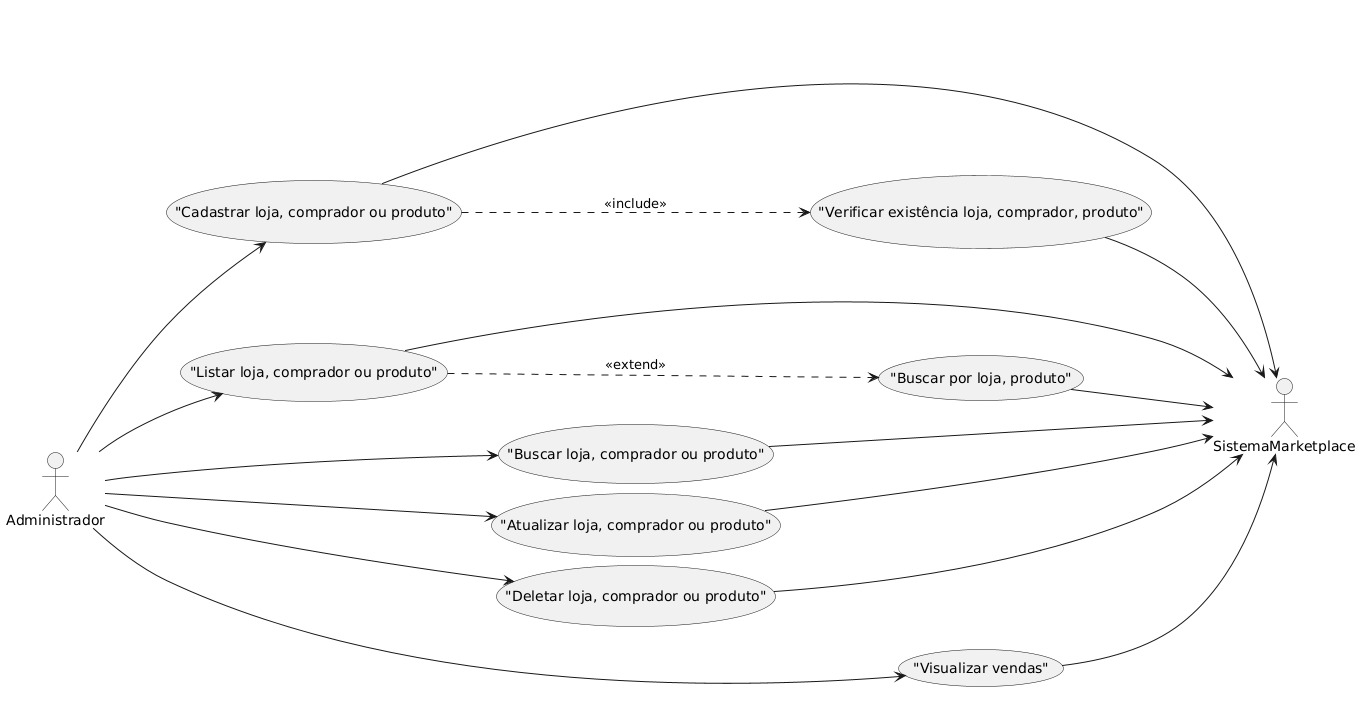 "Cadastrar loja, comprador ou produto"
«include»
"Verificar existência loja, comprador, produto"
"Listar loja, comprador ou produto"
«extend»
"Buscar por loja, produto"
SistemaMarketplace
"Buscar loja, comprador ou produto"
Administrador
"Atualizar loja, comprador ou produto"
"Deletar loja, comprador ou produto"
"Visualizar vendas"